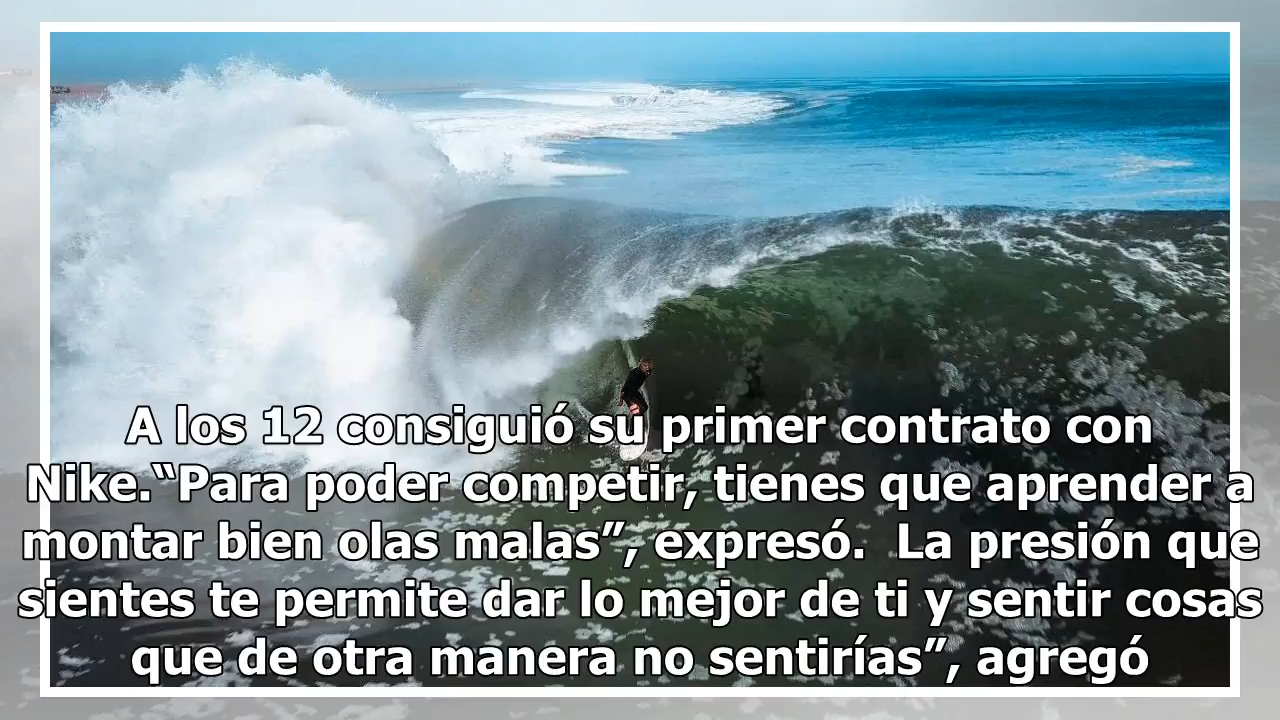 A los 12 consiguió su primer contrato con
Nike.“Para poder competir, tienes que aprender a
montar bien olas malas”, expresó.  La presión que
sientes te permite dar lo mejor de ti y sentir cosas
que de otra manera no sentirías”, agregó